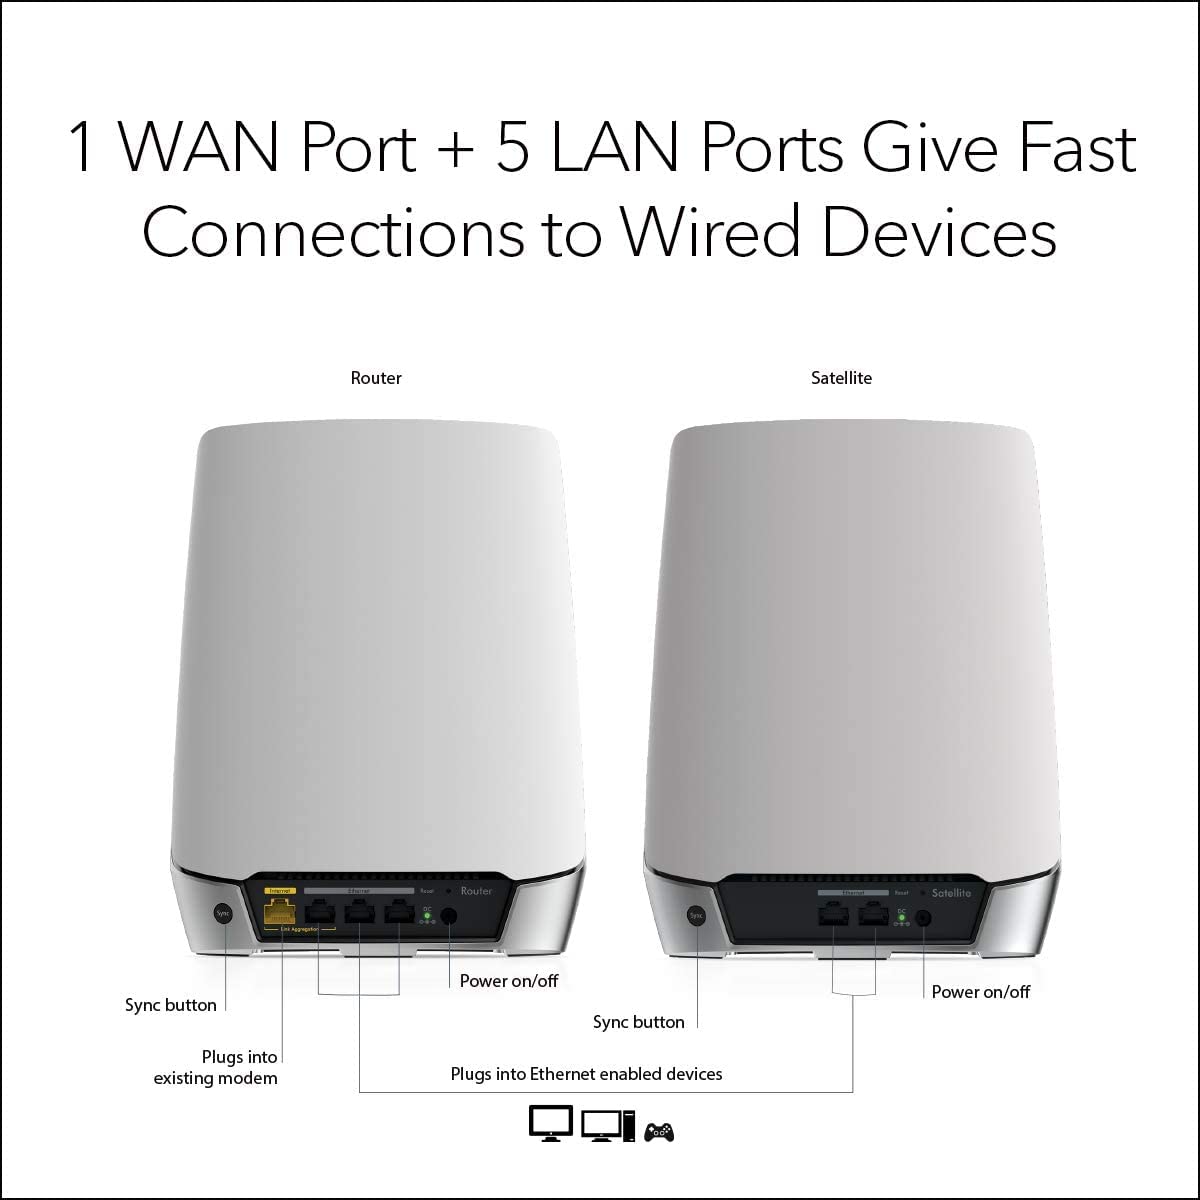 1 WAN Port + 5 LAN Ports Give Fast
Connections to Wired Devices
Router
Satellite
Internet
Ethernet
Reset
Router
Sync
DC
Link Aggregation
Ethernet
Reset
Satellite
Sync
DC
Power on/off
Sync button
Power on/off
Sync button
Plugs into
existing modem
Plugs into Ethernet enabled devices